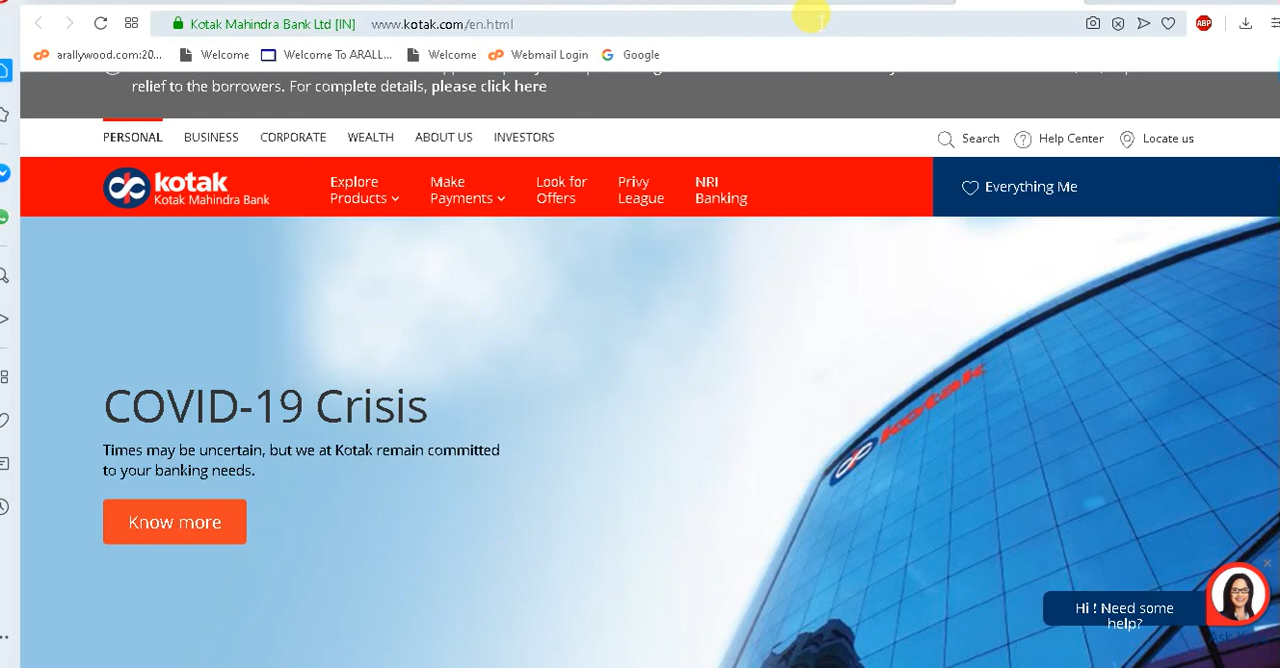 Kotak Mahindra Bank Ltd [IN] www.kotak.com/en.html
ABP
arallywood.com:20... Welcome Welcome To ARALL... Welcome Webmail Login Google
relief to the borrowers. For complete details, please click here
PERSONAL BUSINESS CORPORATE WEALTH ABOUT US INVESTORS
Search Help Center Locate us
kotak
Kotak Mahindra Bank
Explore
Products
Make
Payments
Look for
Offers
Privy
League
NRI
Banking
Everything Me
kotak
COVID-19 Crisis
Times may be uncertain, but we at Kotak remain committed
to your banking needs.
Know more
Hi ! Need some
help?